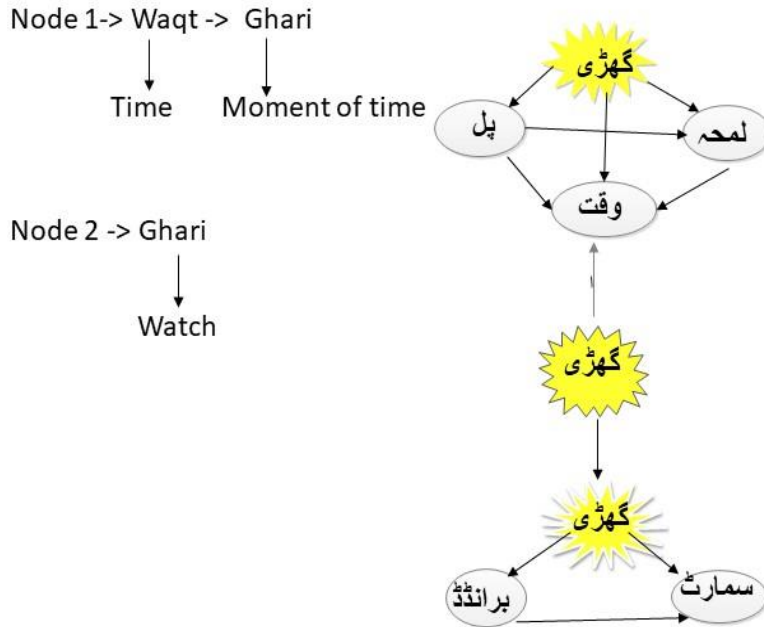 Node 1-> Waqt -> Ghari
Time Moment of time
Node 2 -> Ghari
Watch
گھڑی
پل
لمحہ
وقت
ا
گھڑی
گھڑی
برانڈڈ
سمارٹ